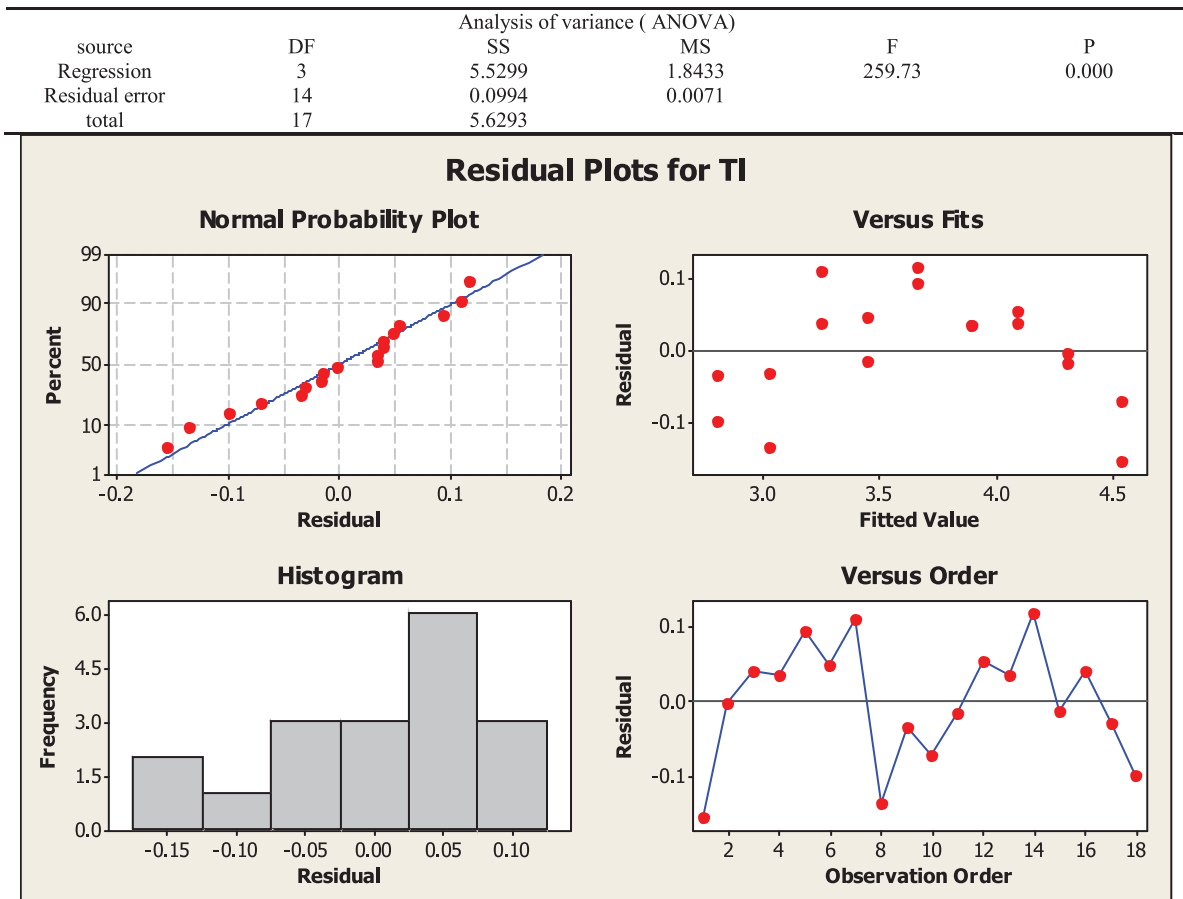 Analysis of variance ( ANOVA)
source DF SS MS F P
Regression 3 5.5299 1.8433 259.73 0.000
Residual error 14 0.0994 0.0071
total 17 5.6293
Residual Plots for Tl
Normal Probability Plot
99
90
50
10
1
Percent
-0.2 -0.1 0.0 0.1 0.2
Residual
Versus Fits
0.1
0.0
-0.1
Residual
3.0 3.5 4.0 4.5
Fitted Value
Histogram
6.0
4.5
3.0
1.5
0.0
Frequency
-0.15 -0.10 -0.05 0.00 0.05 0.10
Residual
Versus Order
0.1
0.0
-0.1
Residual
2 4 6 8 10 12 14 16 18
Observation Order